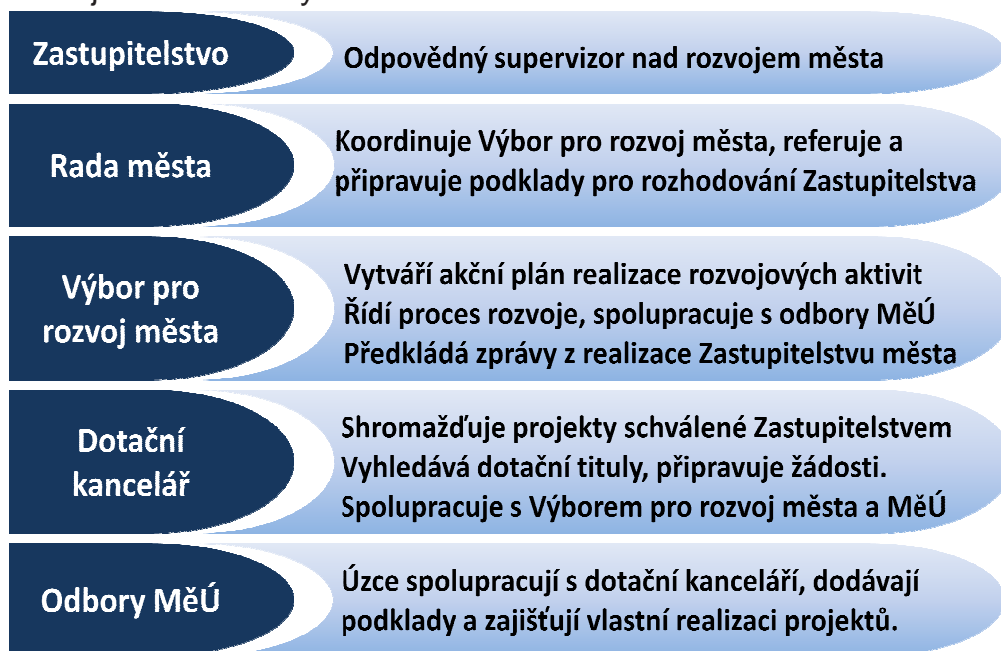 Zastupitelstvo
Odpovědný supervizor nad rozvojem města
Rada města
Koordinuje Výbor pro rozvoj města, referuje a
připravuje podklady pro rozhodování Zastupitelstva
Výbor pro
rozvoj města
Vytváří akční plán realizace rozvojových aktivit
Řídí proces rozvoje, spolupracuje s odbory MěÚ
Předkládá zprávy z realizace Zastupitelstvu města
Dotační
kancelář
Shromažďuje projekty schválené Zastupitelstvem
Vyhledává dotační tituly, připravuje žádosti.
Spolupracuje s Výborem pro rozvoj města a MěÚ
Odbory MěÚ
Úzce spolupracují s dotační kanceláří, dodávají
podklady a zajišťují vlastní realizaci projektů.